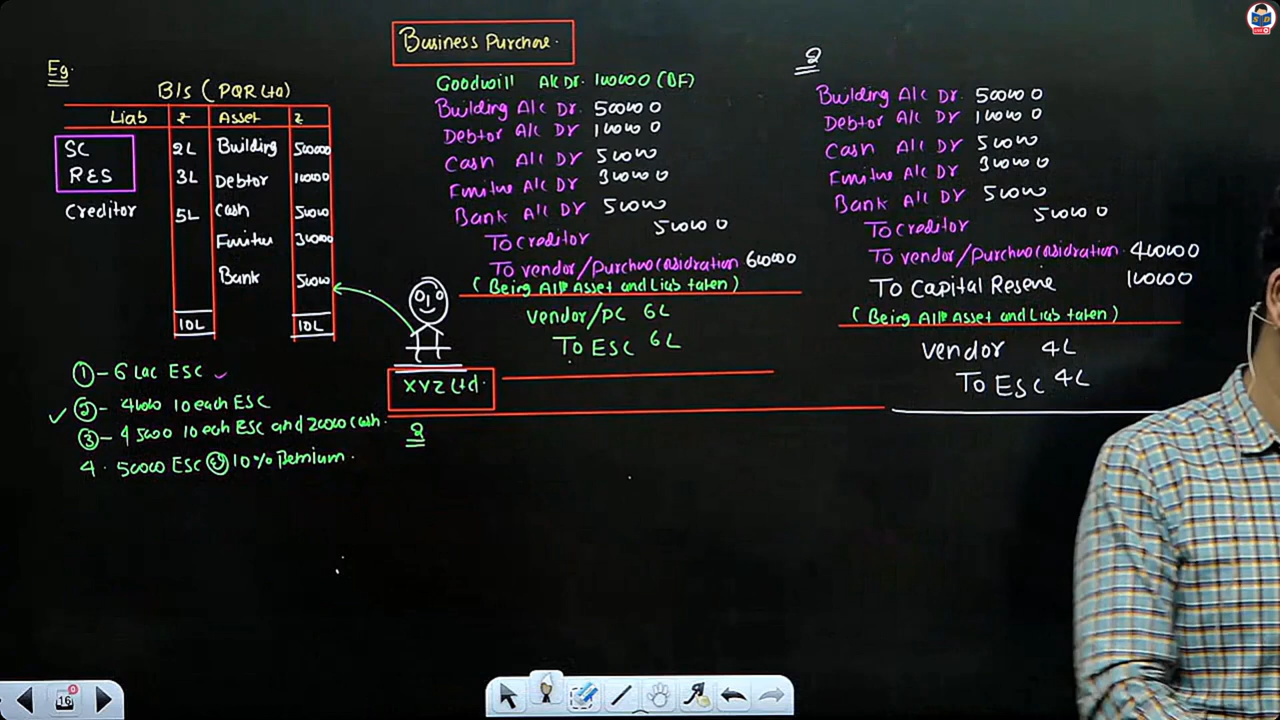 Business Purchase.
Eg.
B/s ( PQR Ltd)
Liab ₹ Asset ₹
SC 2L Building 500000
RES 3L Debtor 100000
Creditor 5L Cash 50000
Furniture 300000
Bank 50000
10L 10L
① - 6 Lac ESC
② - 40000 10 each ESC
③ - 45000 10 each ESC and 20000 cash.
4. 50000 ESC @ 10% Premium.
XYZ Ltd.
Goodwill A/c Dr. 100000 (BF)
Building A/c Dr. 500000
Debtor A/c Dr 100000
Cash A/c Dr 50000
Furniture A/c Dr 300000
Bank A/c Dr 50000
To Creditor 500000
To vendor/purchase considration 600000
( Being All Asset and Liab taken )
Vendor/PC 6L
To ESC 6L
2
Building A/c Dr. 500000
Debtor A/c Dr 100000
Cash A/c Dr 50000
Furniture A/c Dr 300000
Bank A/c Dr 50000
To Creditor 500000
To vendor/purchase considration 400000
To Capital Reserve 100000
( Being All Asset and Liab taken )
Vendor 4L
To ESC 4L
3
16